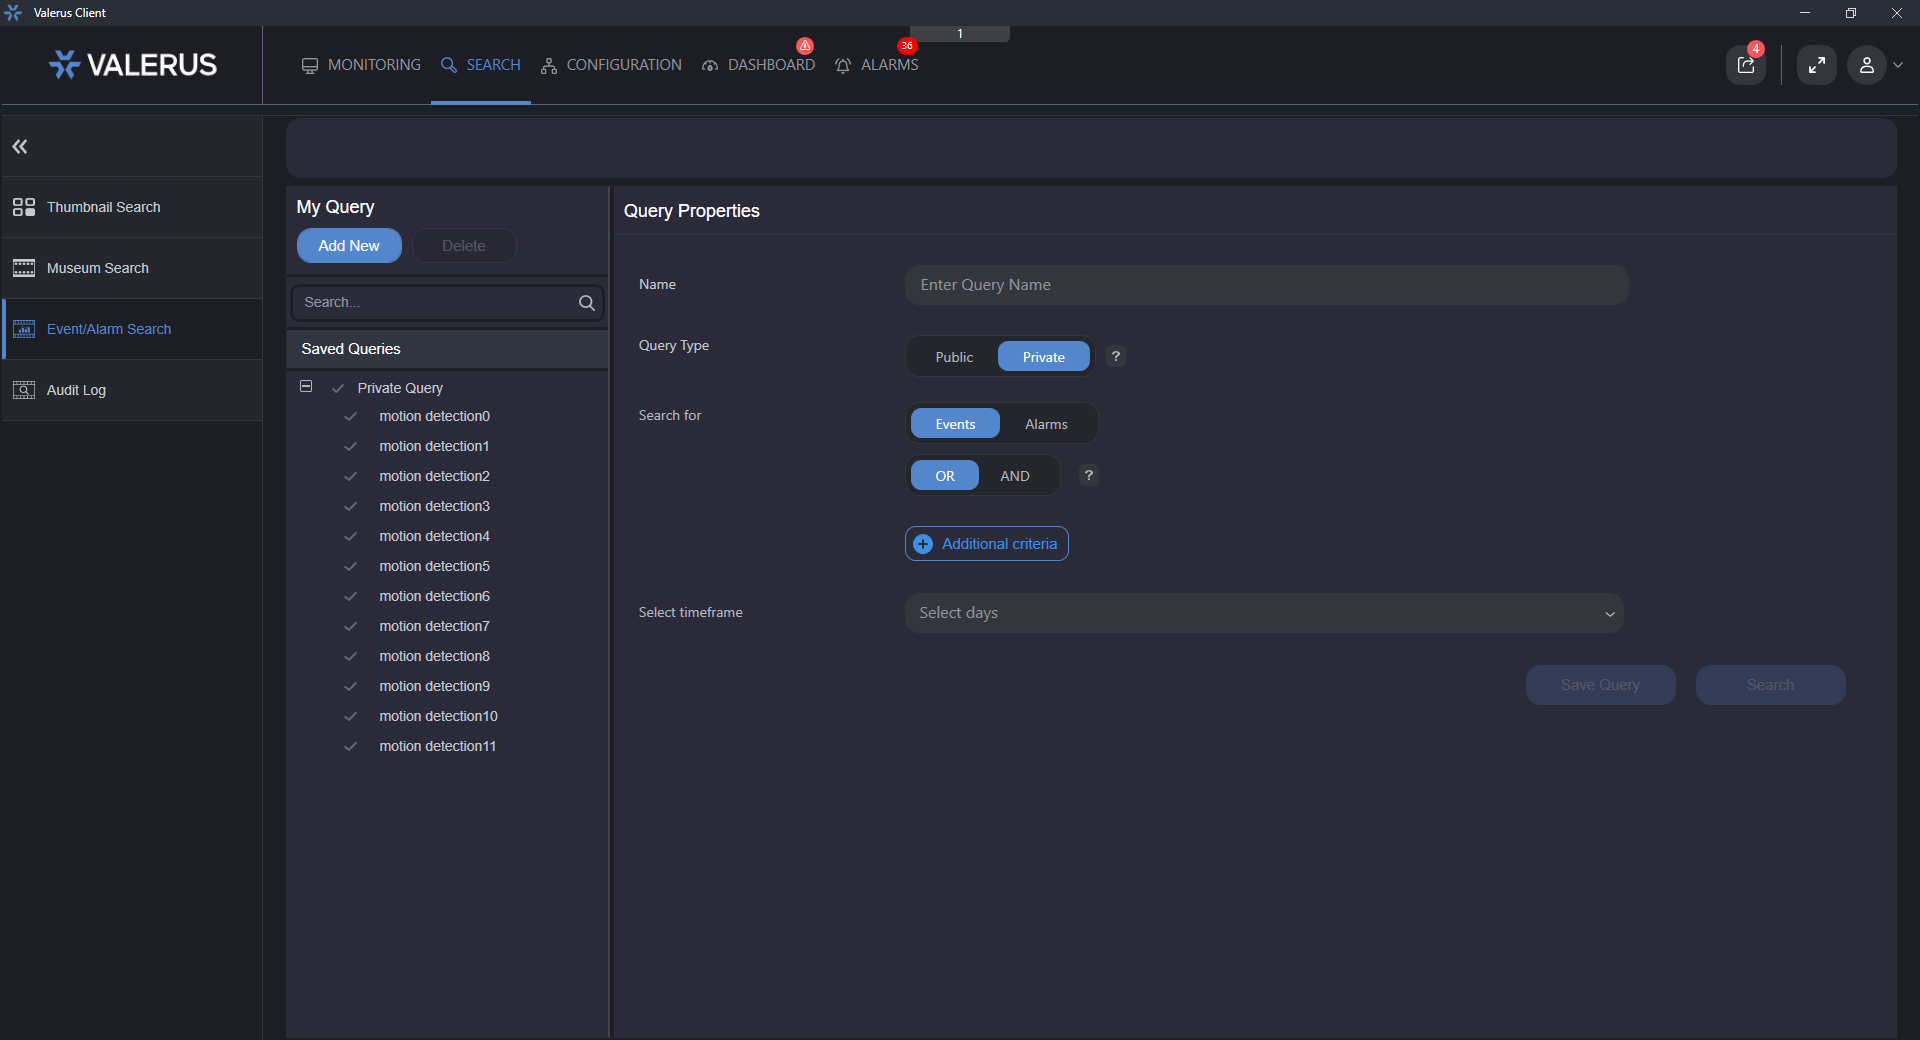 Valerus Client
1
VALERUS
MONITORING
SEARCH
CONFIGURATION
DASHBOARD
36
ALARMS
4
Thumbnail Search
Museum Search
Event/Alarm Search
Audit Log
My Query
Add New
Delete
Search...
Saved Queries
Private Query
motion detection0
motion detection1
motion detection2
motion detection3
motion detection4
motion detection5
motion detection6
motion detection7
motion detection8
motion detection9
motion detection10
motion detection11
Query Properties
Name
Enter Query Name
Query Type
Public
Private
?
Search for
Events
Alarms
OR
AND
?
Additional criteria
Select timeframe
Select days
Save Query
Search